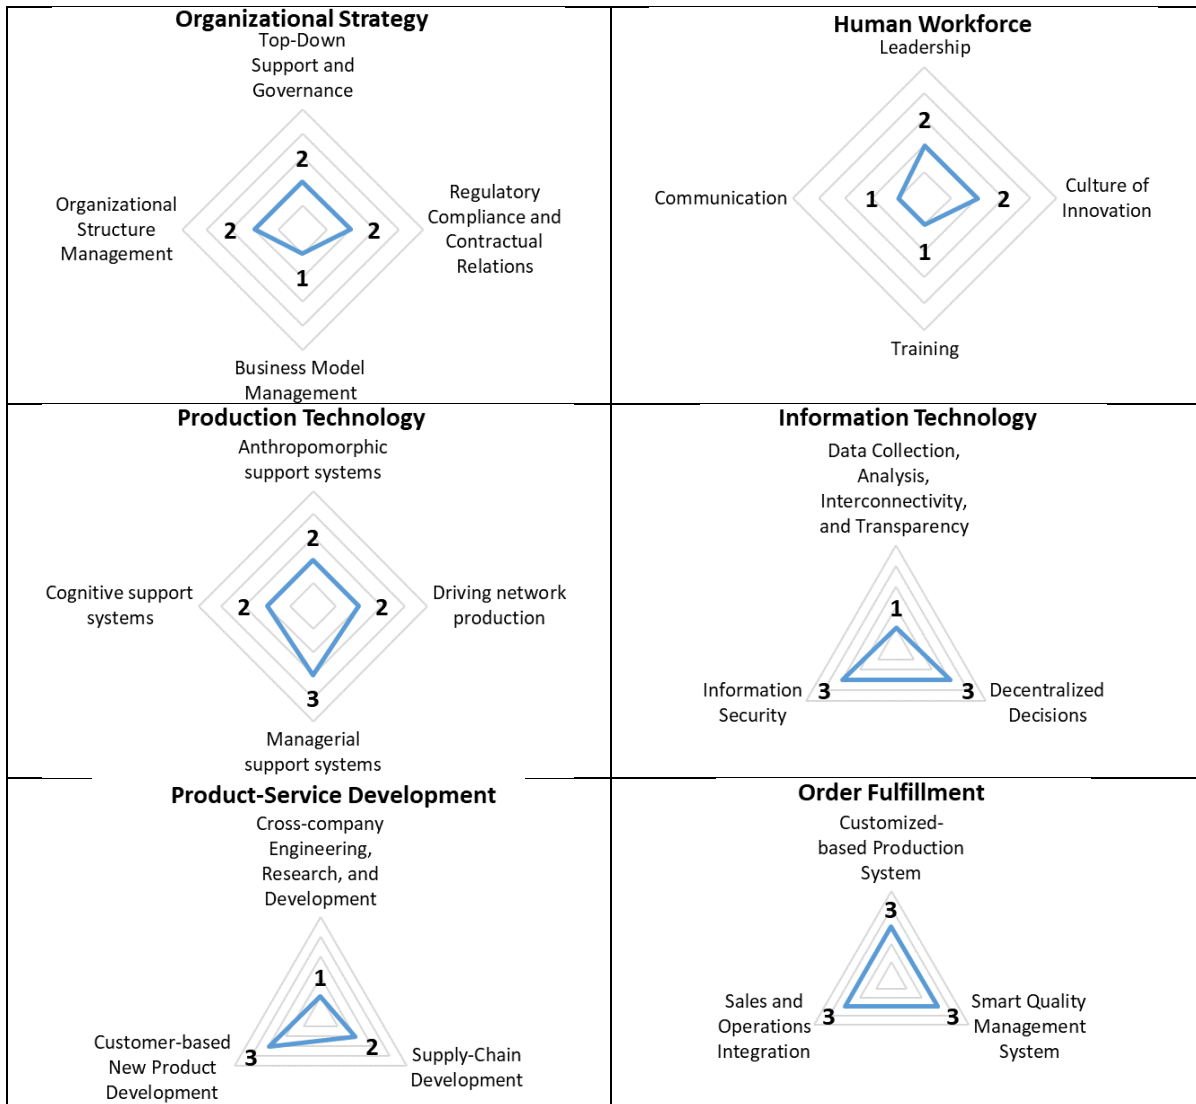 Organizational Strategy
Top-Down
Support and
Governance
2
Organizational
Structure
Management
2
2
Regulatory
Compliance and
Contractual
Relations
1
Business Model
Management
Human Workforce
Leadership
2
Communication
1
2
Culture of
Innovation
1
Training
Production Technology
Anthropomorphic
support systems
2
Cognitive support
systems
2
2
Driving network
production
3
Managerial
support systems
Information Technology
Data Collection,
Analysis,
Interconnectivity,
and Transparency
1
Information
Security
3
3
Decentralized
Decisions
Product-Service Development
Cross-company
Engineering,
Research, and
Development
1
Customer-based
New Product
Development
3
2
Supply-Chain
Development
Order Fulfillment
Customized-
based Production
System
3
Sales and
Operations
Integration
3
3
Smart Quality
Management
System